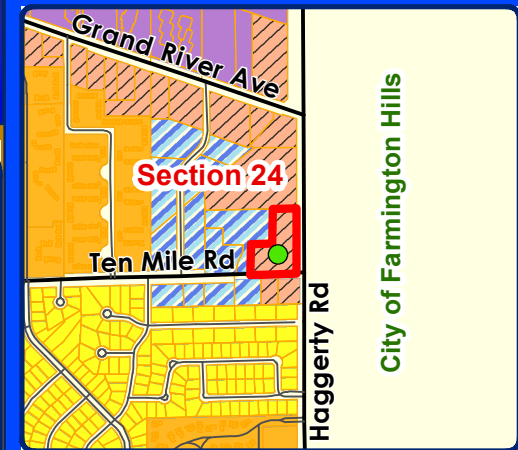 Grand River Ave
Section 24
Ten Mile Rd
Haggerty Rd
City of Farmington Hills